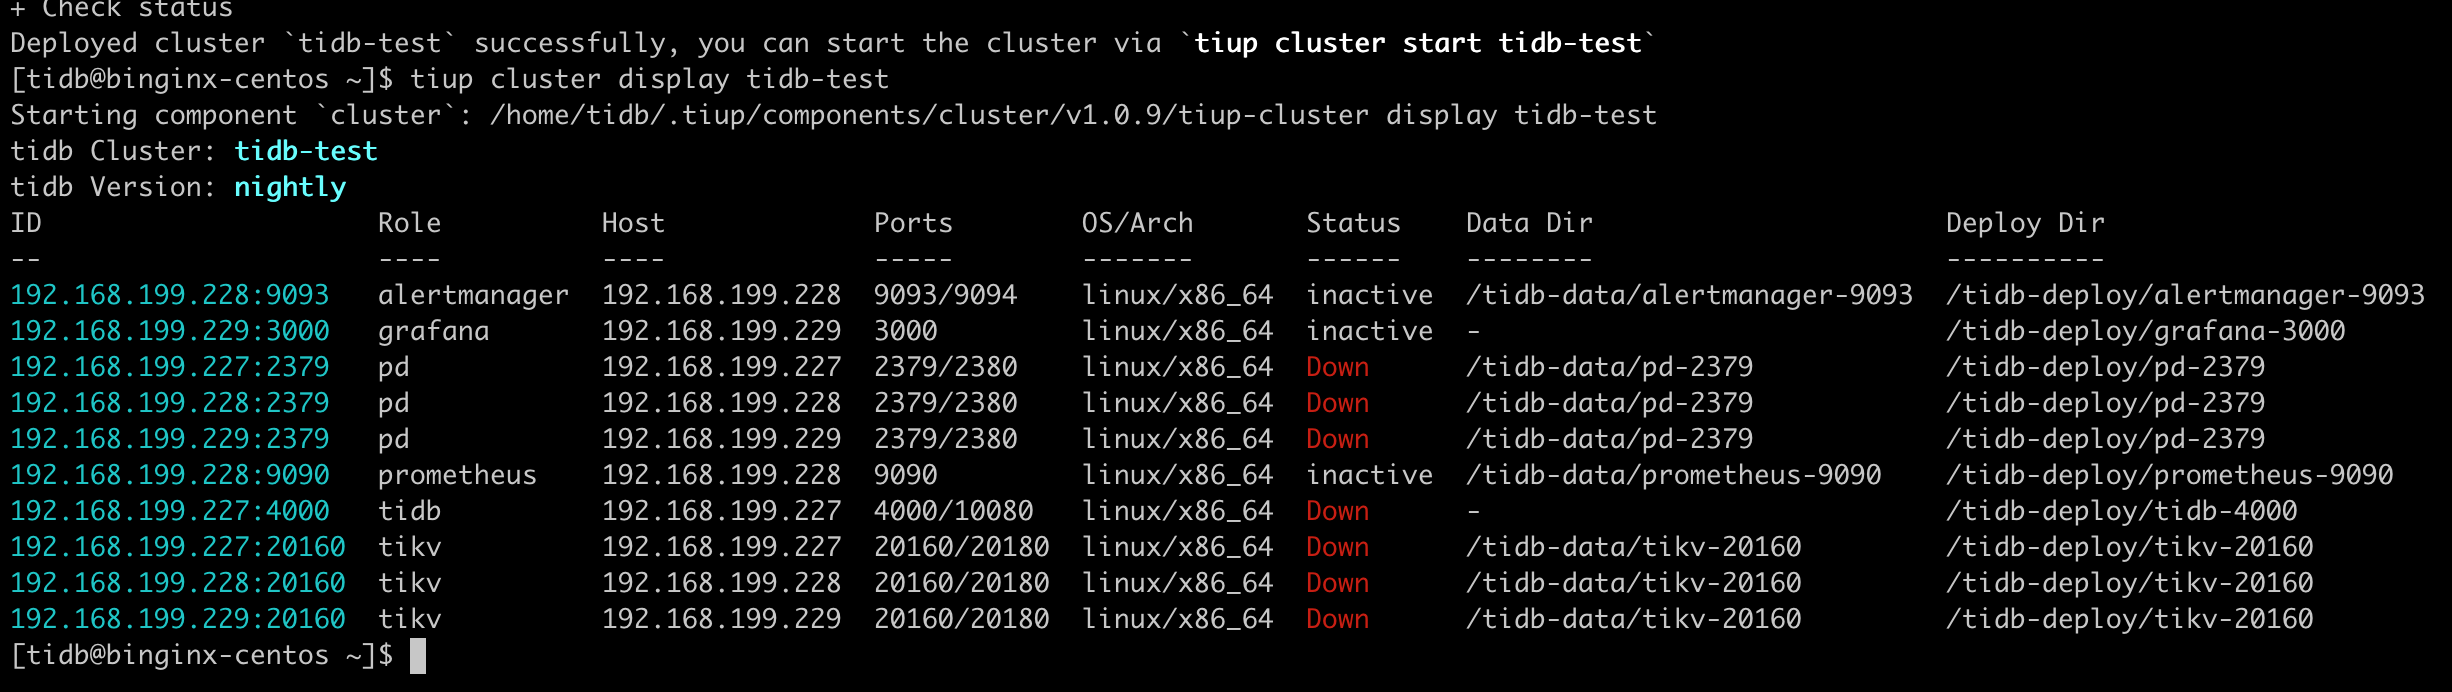 + Check status
Deployed cluster `tidb-test` successfully, you can start the cluster via `tiup cluster start tidb-test`
[tidb@binginx-centos ~]$ tiup cluster display tidb-test
Starting component `cluster`: /home/tidb/.tiup/components/cluster/v1.0.9/tiup-cluster display tidb-test
tidb Cluster: tidb-test
tidb Version: nightly
ID                     Role          Host             Ports        OS/Arch       Status    Data Dir                      Deploy Dir
--                     ----          ----             -----        -------       ------    --------                      ----------
192.168.199.228:9093   alertmanager  192.168.199.228  9093/9094    linux/x86_64  inactive  /tidb-data/alertmanager-9093  /tidb-deploy/alertmanager-9093
192.168.199.229:3000   grafana       192.168.199.229  3000         linux/x86_64  inactive  -                             /tidb-deploy/grafana-3000
192.168.199.227:2379   pd            192.168.199.227  2379/2380    linux/x86_64  Down      /tidb-data/pd-2379            /tidb-deploy/pd-2379
192.168.199.228:2379   pd            192.168.199.228  2379/2380    linux/x86_64  Down      /tidb-data/pd-2379            /tidb-deploy/pd-2379
192.168.199.229:2379   pd            192.168.199.229  2379/2380    linux/x86_64  Down      /tidb-data/pd-2379            /tidb-deploy/pd-2379
192.168.199.228:9090   prometheus    192.168.199.228  9090         linux/x86_64  inactive  /tidb-data/prometheus-9090    /tidb-deploy/prometheus-9090
192.168.199.227:4000   tidb          192.168.199.227  4000/10080   linux/x86_64  Down      -                             /tidb-deploy/tidb-4000
192.168.199.227:20160  tikv          192.168.199.227  20160/20180  linux/x86_64  Down      /tidb-data/tikv-20160         /tidb-deploy/tikv-20160
192.168.199.228:20160  tikv          192.168.199.228  20160/20180  linux/x86_64  Down      /tidb-data/tikv-20160         /tidb-deploy/tikv-20160
192.168.199.229:20160  tikv          192.168.199.229  20160/20180  linux/x86_64  Down      /tidb-data/tikv-20160         /tidb-deploy/tikv-20160
[tidb@binginx-centos ~]$